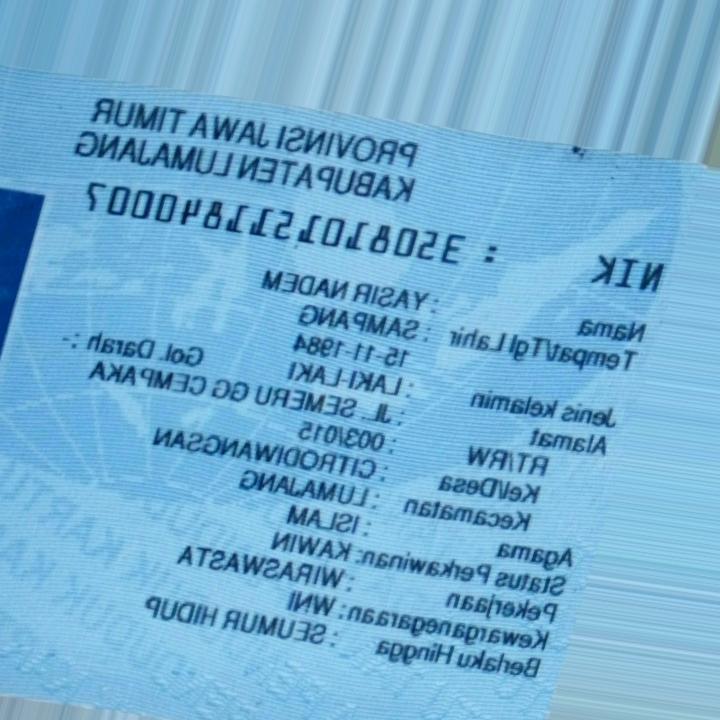 PROVINSI JAWA TIMUR
KABUPATEN LUMAJANG
NIK : 3508101511840007
Nama : YASIR NADEM
Tempat/Tgl Lahir : SAMPANG
15-11-1984
Jenis kelamin : LAKI-LAKI Gol. Darah : -
Alamat : JL. SEMERU GG CEMPAKA
RT/RW : 003/015
Kel/Desa : CITRODIWANGSAN
Kecamatan : LUMAJANG
Agama : ISLAM
Status Perkawinan: KAWIN
Pekerjaan : WIRASWASTA
Kewarganegaraan: WNI
Berlaku Hingga : SEUMUR HIDUP